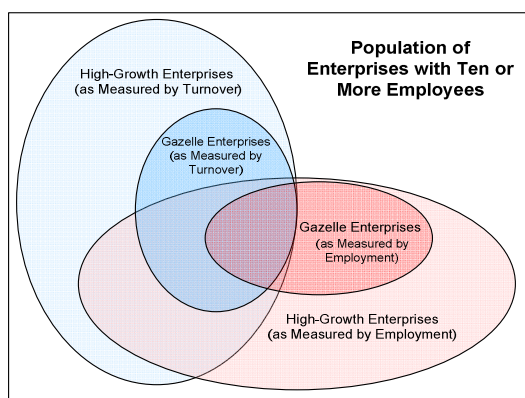 Population of
Enterprises with Ten or
More Employees
High-Growth Enterprises
(as Measured by Turnover)
Gazelle Enterprises
(as Measured by
Turnover)
Gazelle Enterprises
(as Measured by
Employment)
High-Growth Enterprises
(as Measured by Employment)